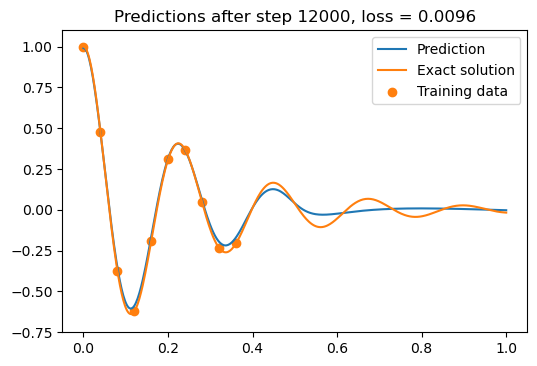 Predictions after step 12000, loss = 0.0096
Prediction
Exact solution
Training data
1.00
0.75
0.50
0.25
0.00
−0.25
−0.50
−0.75
0.0 0.2 0.4 0.6 0.8 1.0